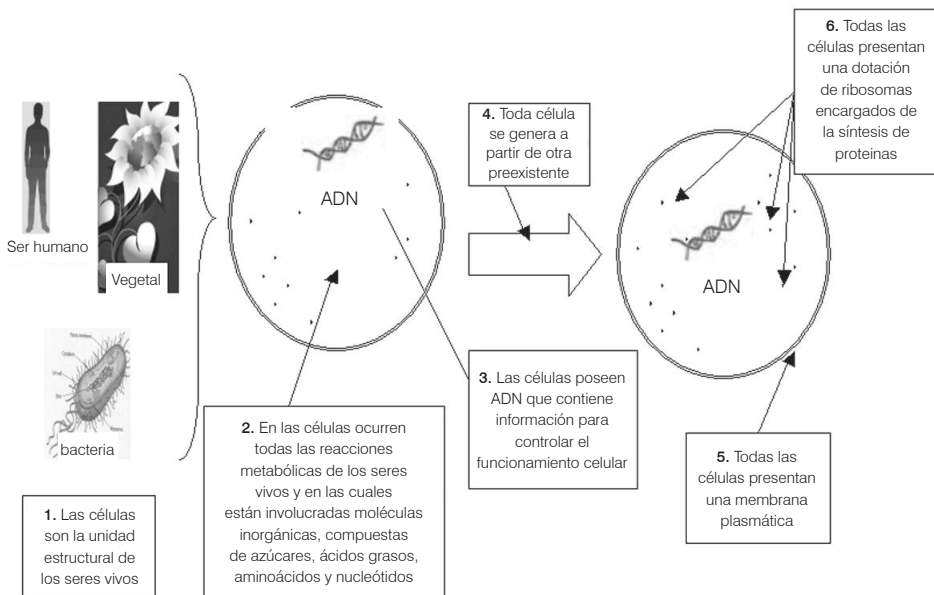 Ser humano
Vegetal
bacteria
1. Las células
son la unidad
estructural de
los seres vivos
ADN
2. En las células ocurren
todas las reacciones
metabólicas de los seres
vivos y en las cuales
están involucradas moléculas
inorgánicas, compuestas
de azúcares, ácidos grasos,
aminoácidos y nucleótidos
3. Las células poseen
ADN que contiene
información para
controlar el
funcionamiento celular
4. Toda célula
se genera a
partir de otra
preexistente
ADN
5. Todas las
células presentan
una membrana
plasmática
6. Todas las
células presentan
una dotación
de ribosomas
encargados de
la síntesis de
proteinas